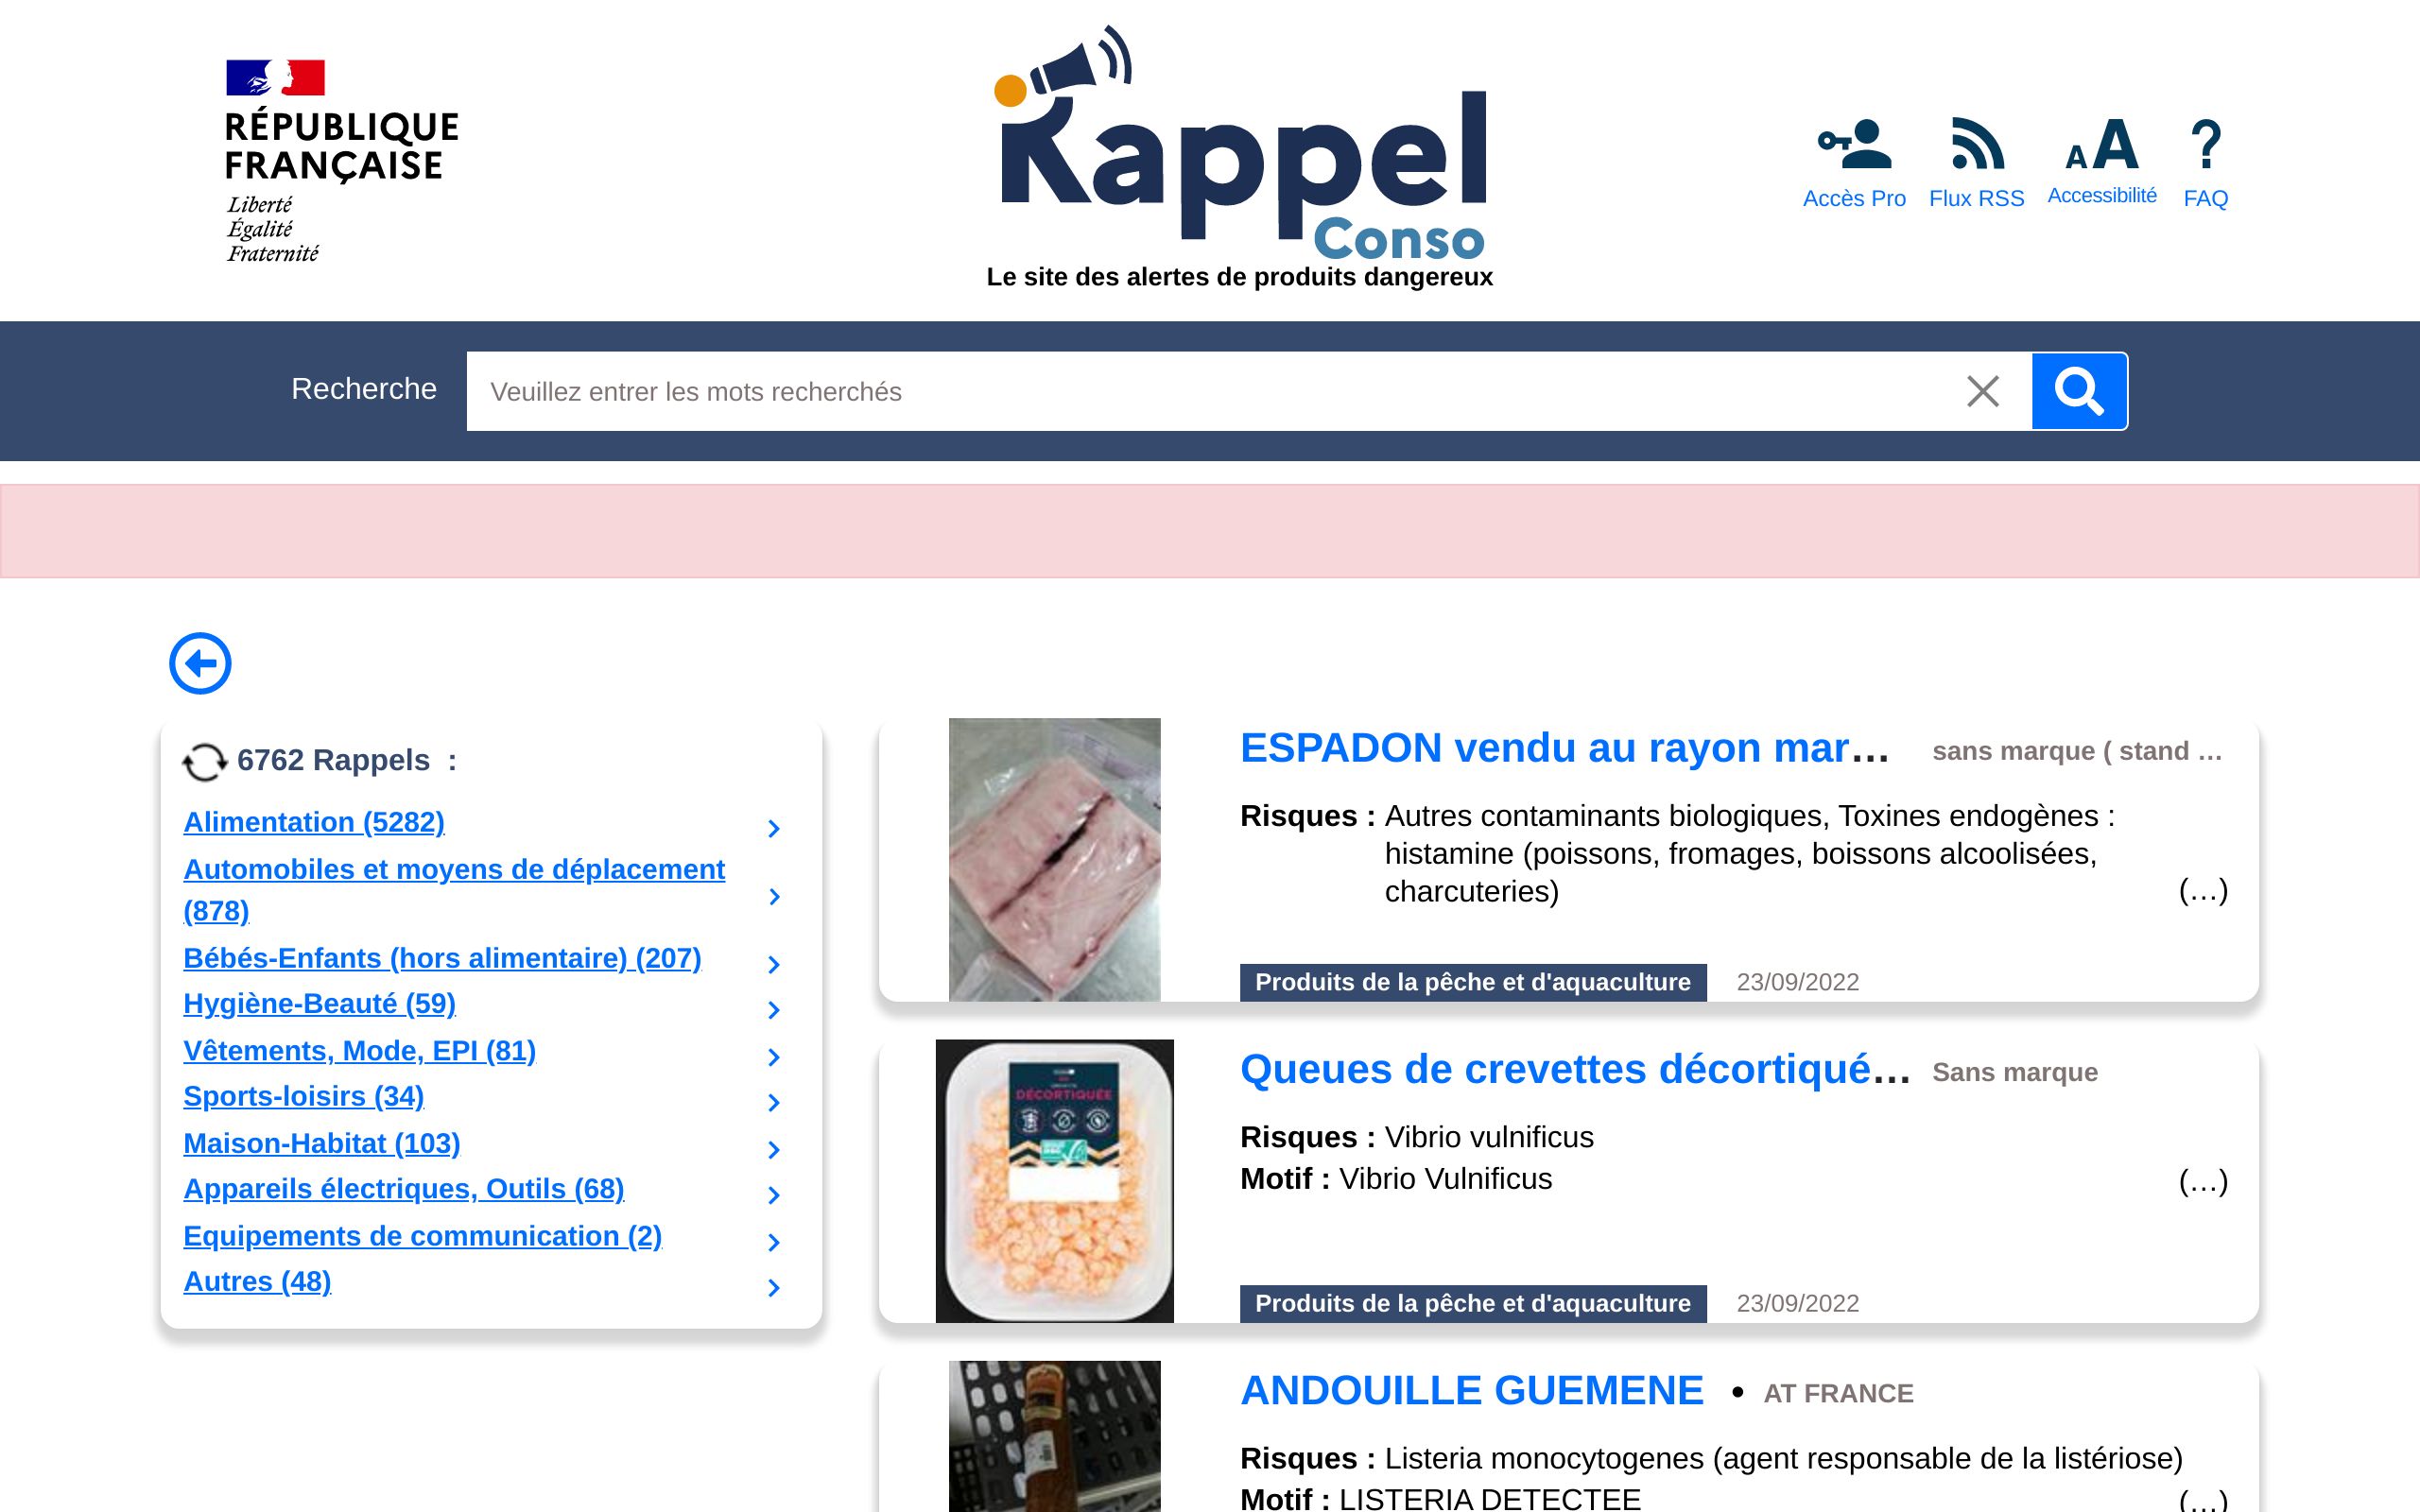 RÉPUBLIQUE
FRANÇAISE
Liberté
Égalité
Fraternité
Rappel
Conso
Le site des alertes de produits dangereux
Accès Pro
Flux RSS
AA
Accessibilité
?
FAQ
Recherche
Veuillez entrer les mots recherchés
6762 Rappels :
Alimentation (5282)
Automobiles et moyens de déplacement
(878)
Bébés-Enfants (hors alimentaire) (207)
Hygiène-Beauté (59)
Vêtements, Mode, EPI (81)
Sports-loisirs (34)
Maison-Habitat (103)
Appareils électriques, Outils (68)
Equipements de communication (2)
Autres (48)
ESPADON vendu au rayon mar… sans marque ( stand …
Risques : Autres contaminants biologiques, Toxines endogènes :
histamine (poissons, fromages, boissons alcoolisées,
charcuteries) (…)
Produits de la pêche et d'aquaculture 23/09/2022
DÉCORTIQUÉE
Queues de crevettes décortiqué… Sans marque
Risques : Vibrio vulnificus
Motif : Vibrio Vulnificus (…)
Produits de la pêche et d'aquaculture 23/09/2022
ANDOUILLE GUEMENE • AT FRANCE
Risques : Listeria monocytogenes (agent responsable de la listériose)
Motif : LISTERIA DETECTEE (…)